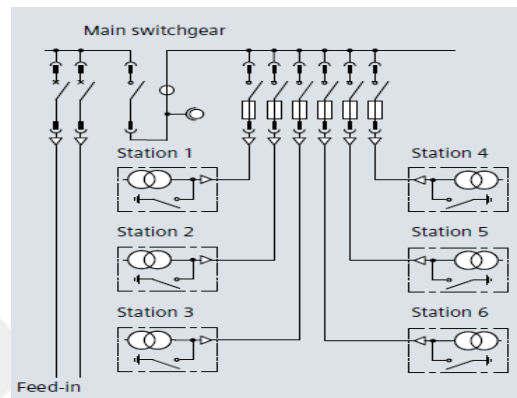 Main switchgear
Station 1
Station 4
Station 2
Station 5
Station 3
Station 6
Feed-in